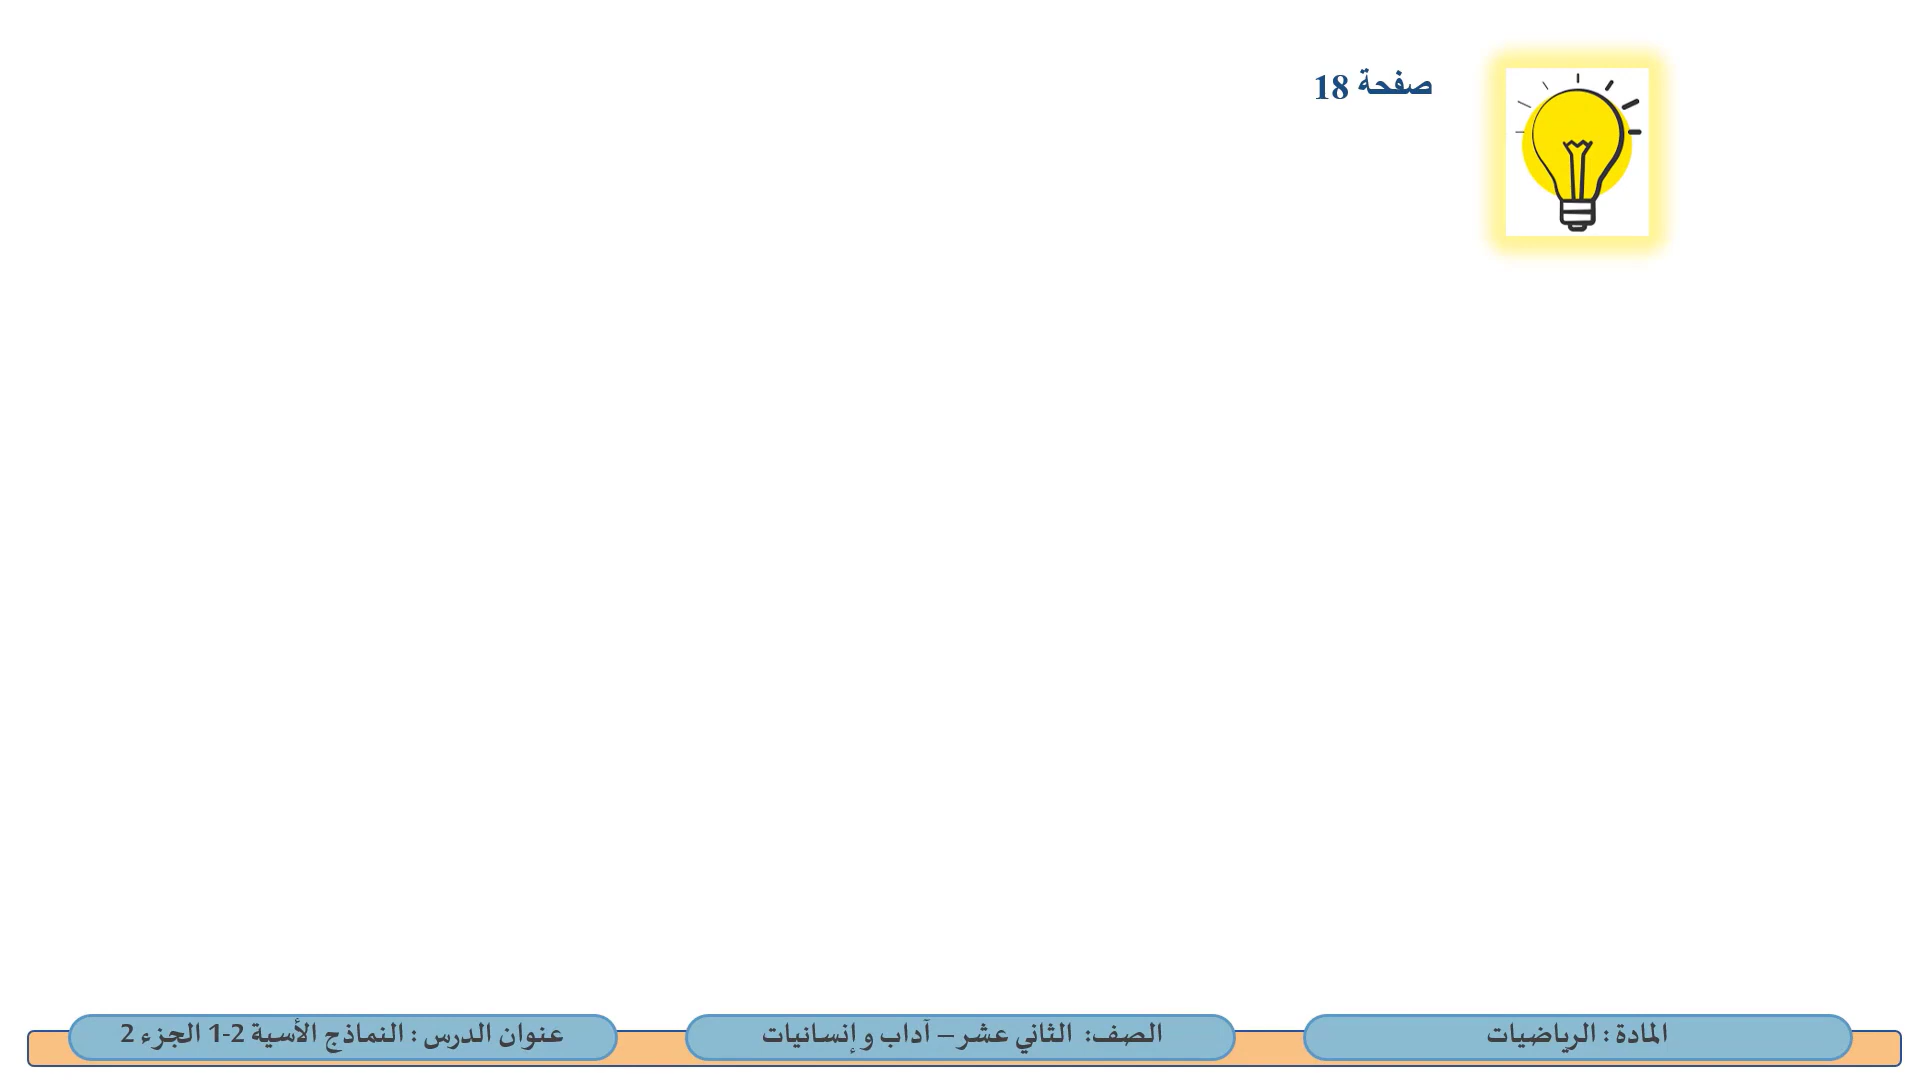 صفحة 18
المادة : الرياضيات
الصف: الثاني عشر – آداب و إنسانيات
عنوان الدرس : النماذج الأسية 2-1 الجزء 2